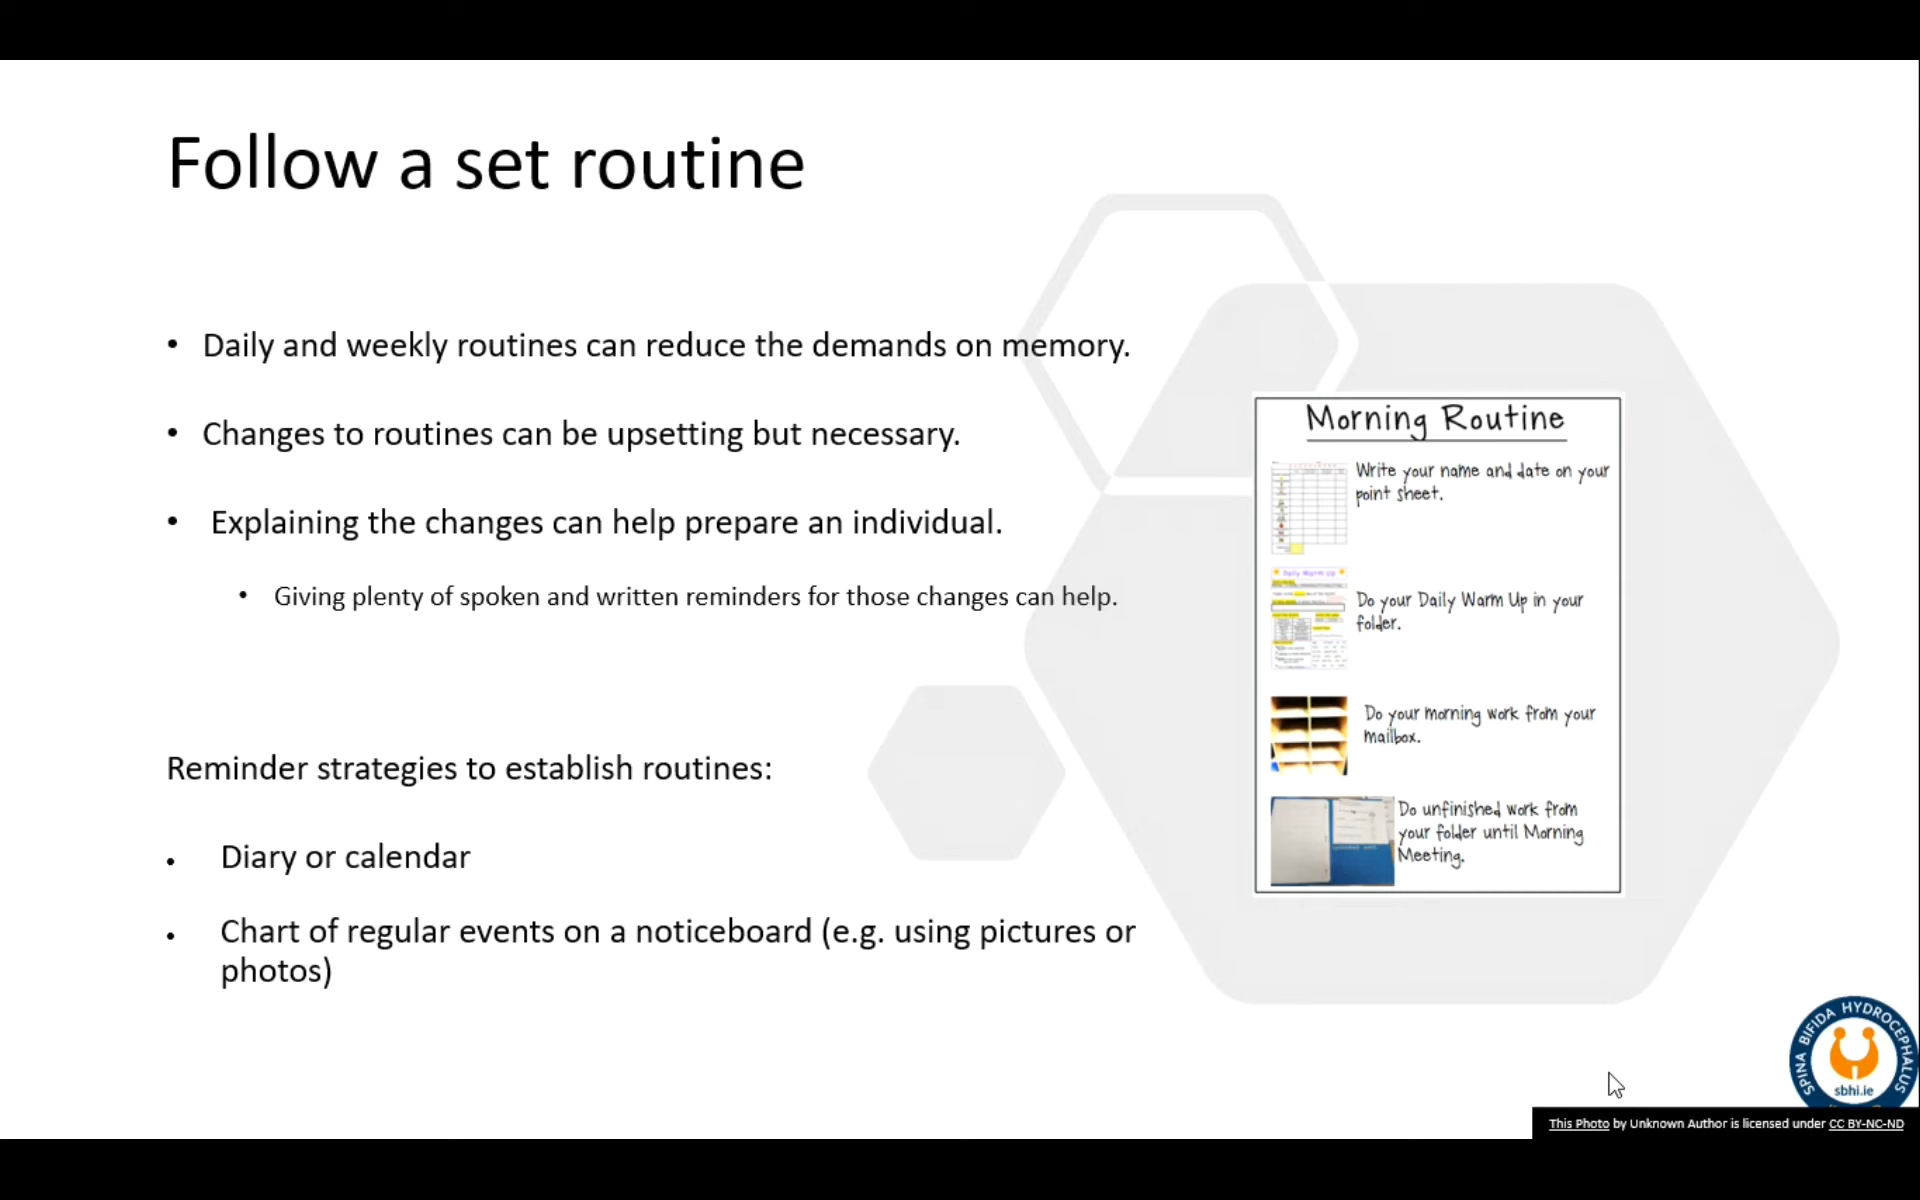 Follow a set routine
• Daily and weekly routines can reduce the demands on memory.
• Changes to routines can be upsetting but necessary.
• Explaining the changes can help prepare an individual.
• Giving plenty of spoken and written reminders for those changes can help.
Reminder strategies to establish routines:
• Diary or calendar
• Chart of regular events on a noticeboard (e.g. using pictures or
photos)
Morning Routine
Write your name and date on your
point sheet.
Daily Warm Up
Do your Daily Warm Up in your
folder.
Do your morning work from your
mailbox.
Do unfinished work from
your folder until Morning
Meeting.
SPINA BIFIDA HYDROCEPHALUS
sbhi.ie
This Photo by Unknown Author is licensed under CC BY-NC-ND